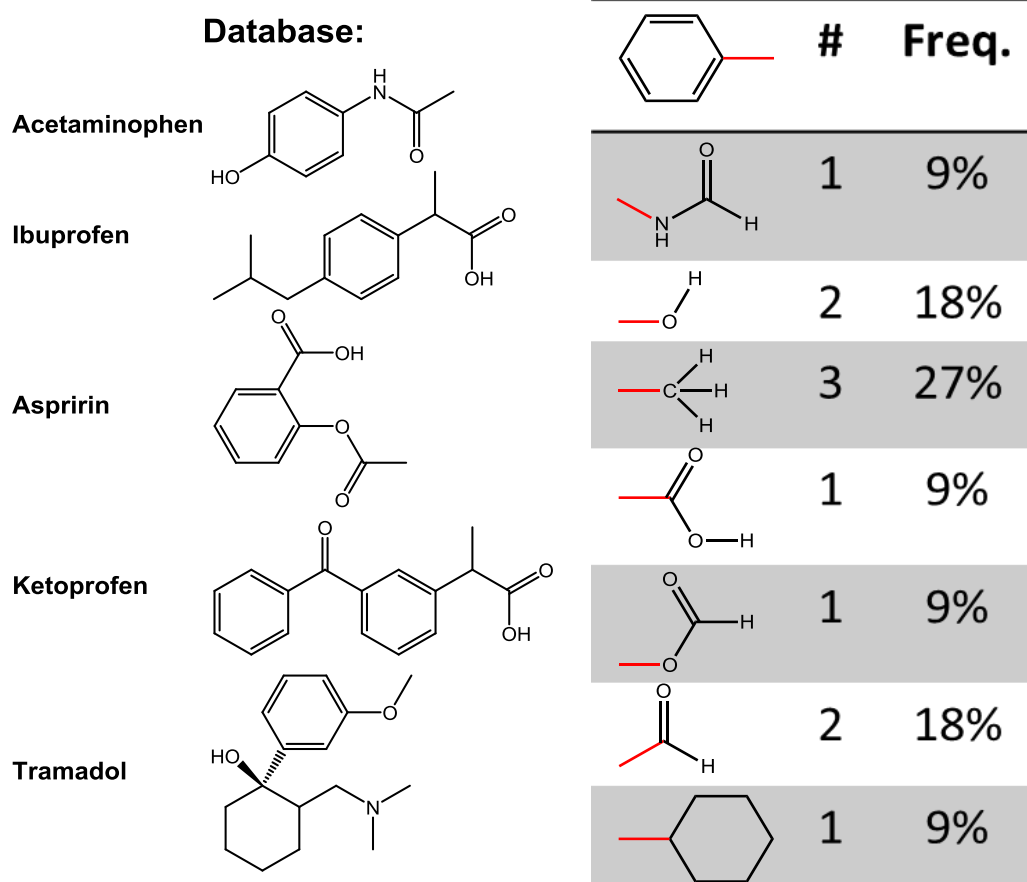 Database:
Acetaminophen
H
N
O
HO
Ibuprofen
O
OH
Aspririn
O
OH
O
O
Ketoprofen
O
O
OH
Tramadol
O
HO
N
# Freq.
O
N
H
H
1 9%
H
O
2 18%
H
C H
H
3 27%
O
O H
1 9%
O
H
O
1 9%
O
H
2 18%
1 9%